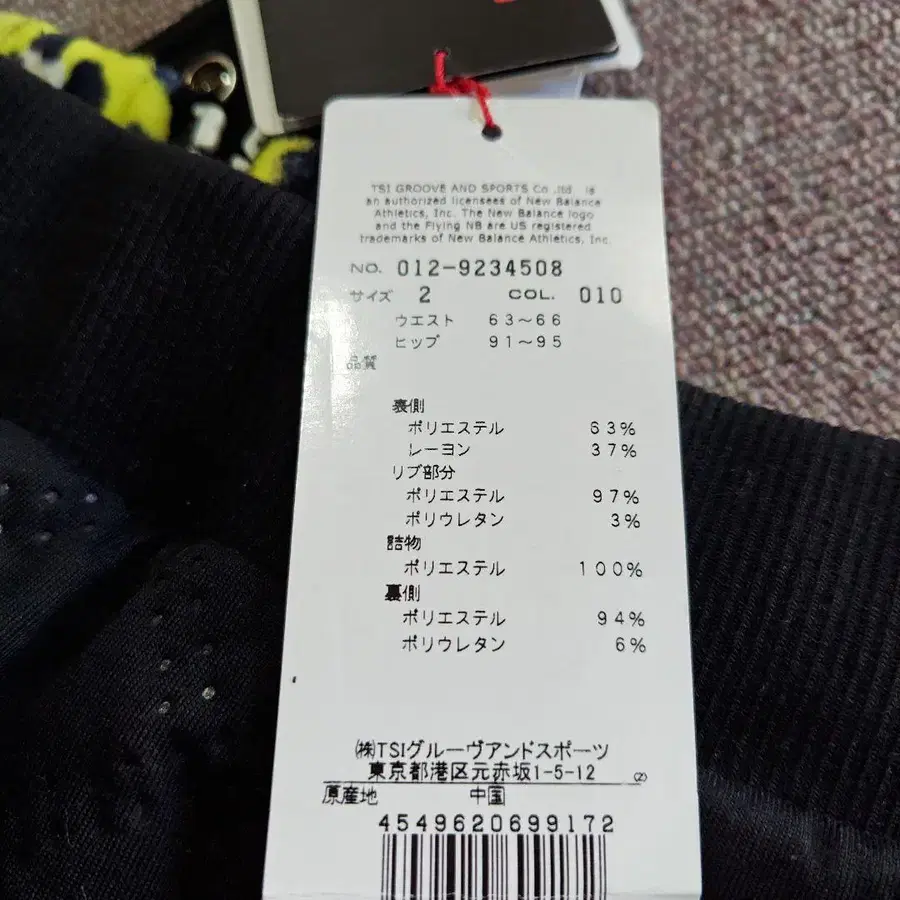 TSI GROOVE AND SPORTS Co .ltd. is
an authorized licensees of New Balance
Athletics, Inc. The New Balance logo
and the Flying NB are US registered
trademarks of New Balance Athletics, Inc.
NO. 012-9234508
サイズ 2 COL. 010
ウエスト 63~66
ヒップ 91~95
品質
裏側
ポリエステル 63%
レーヨン 37%
リブ部分
ポリエステル 97%
ポリウレタン 3%
詰物
ポリエステル 100%
裏側
ポリエステル 94%
ポリウレタン 6%
㈱TSIグルーヴアンドスポーツ
東京都港区元赤坂1-5-12 (2)
原産地 中国
4549620699172